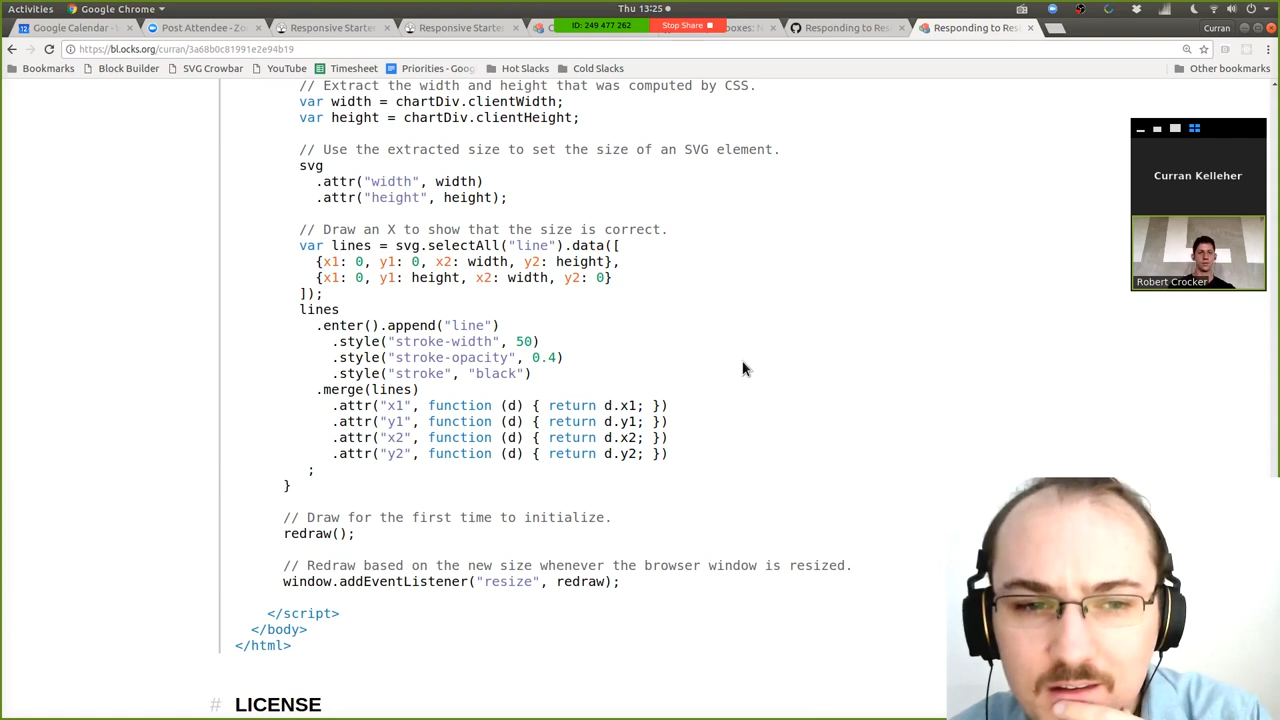 Activities
Google Chrome
Thu 13:25
Google Calendar - W
Post Attendee - Zo
Responsive Starter
Responsive Starter
ID: 249 477 262
Stop Share
Responding to Res
Responding to Res
Curran
https://blocks.org/curran/3a68b0c81991e2e94b19
Bookmarks
Block Builder
SVG Crowbar
YouTube
Timesheet
Priorities - Goog
Hot Slacks
Cold Slacks
Other bookmarks
// Extract the width and height that was computed by CSS.
var width = chartDiv.clientWidth;
var height = chartDiv.clientHeight;
// Use the extracted size to set the size of an SVG element.
svg
.attr("width", width)
.attr("height", height);
// Draw an X to show that the size is correct.
var lines = svg.selectAll("line").data([
{x1: 0, y1: 0, x2: width, y2: height},
{x1: 0, y1: height, x2: width, y2: 0}
]);
lines
.enter().append("line")
.style("stroke-width", 50)
.style("stroke-opacity", 0.4)
.style("stroke", "black")
.merge(lines)
.attr("x1", function (d) { return d.x1; })
.attr("y1", function (d) { return d.y1; })
.attr("x2", function (d) { return d.x2; })
.attr("y2", function (d) { return d.y2; })
;
}
// Draw for the first time to initialize.
redraw();
// Redraw based on the new size whenever the browser window is resized.
window.addEventListener("resize", redraw);
</script>
</body>
</html>
# LICENSE
Curran Kelleher
Robert Crocker